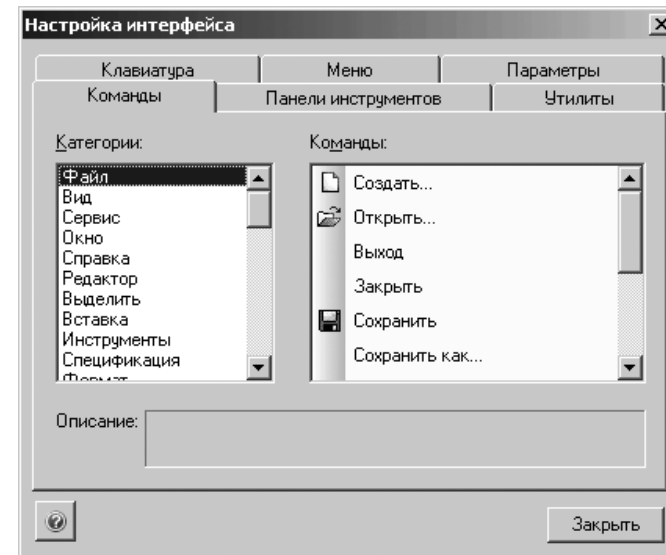 Настройка интерфейса
Клавиатура Меню Параметры
Команды Панели инструментов Утилиты
Категории: Команды:
Файл
Вид
Сервис
Окно
Справка
Редактор
Выделить
Вставка
Инструменты
Спецификация
Формат
Создать...
Открыть...
Выход
Закрыть
Сохранить
Сохранить как...
Описание:
Закрыть